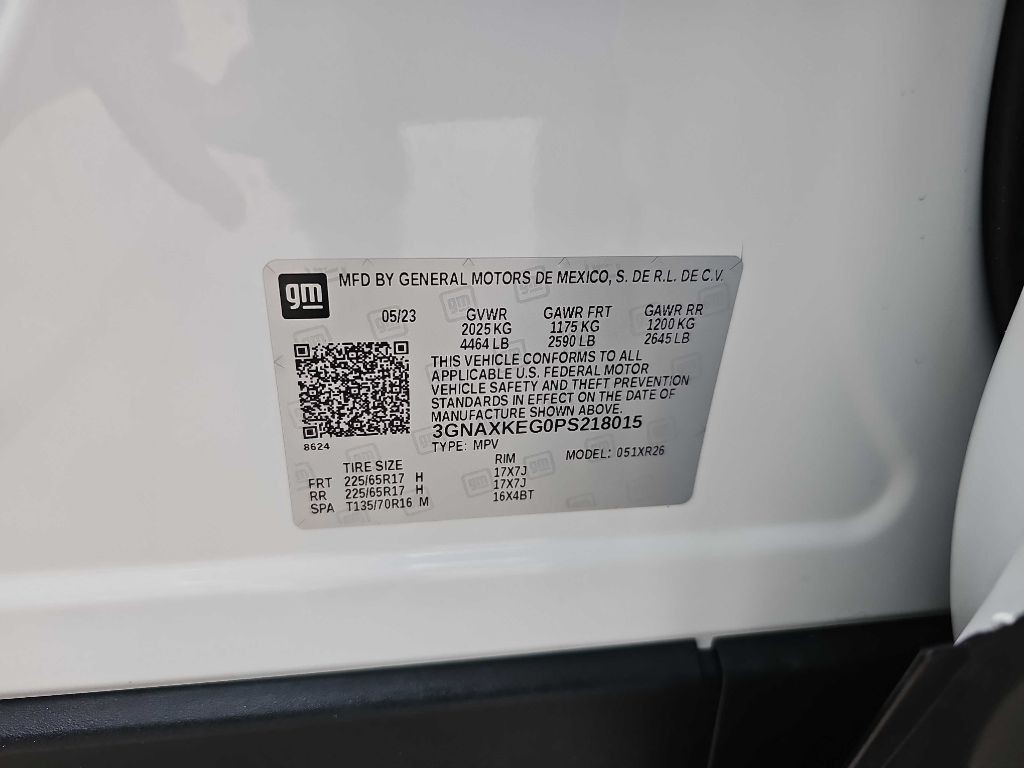 gm
MFD BY GENERAL MOTORS DE MEXICO, S. DE R.L. DE C.V.
05/23 GVWR GAWR FRT GAWR RR
2025 KG 1175 KG 1200 KG
4464 LB 2590 LB 2645 LB
THIS VEHICLE CONFORMS TO ALL
APPLICABLE U.S. FEDERAL MOTOR
VEHICLE SAFETY AND THEFT PREVENTION
STANDARDS IN EFFECT ON THE DATE OF
MANUFACTURE SHOWN ABOVE.
3GNAXKEG0PS218015
8624 TYPE: MPV MODEL: 051XR26
TIRE SIZE RIM
FRT 225/65R17 H 17X7J
RR 225/65R17 H 17X7J
SPA T135/70R16 M 16X4BT